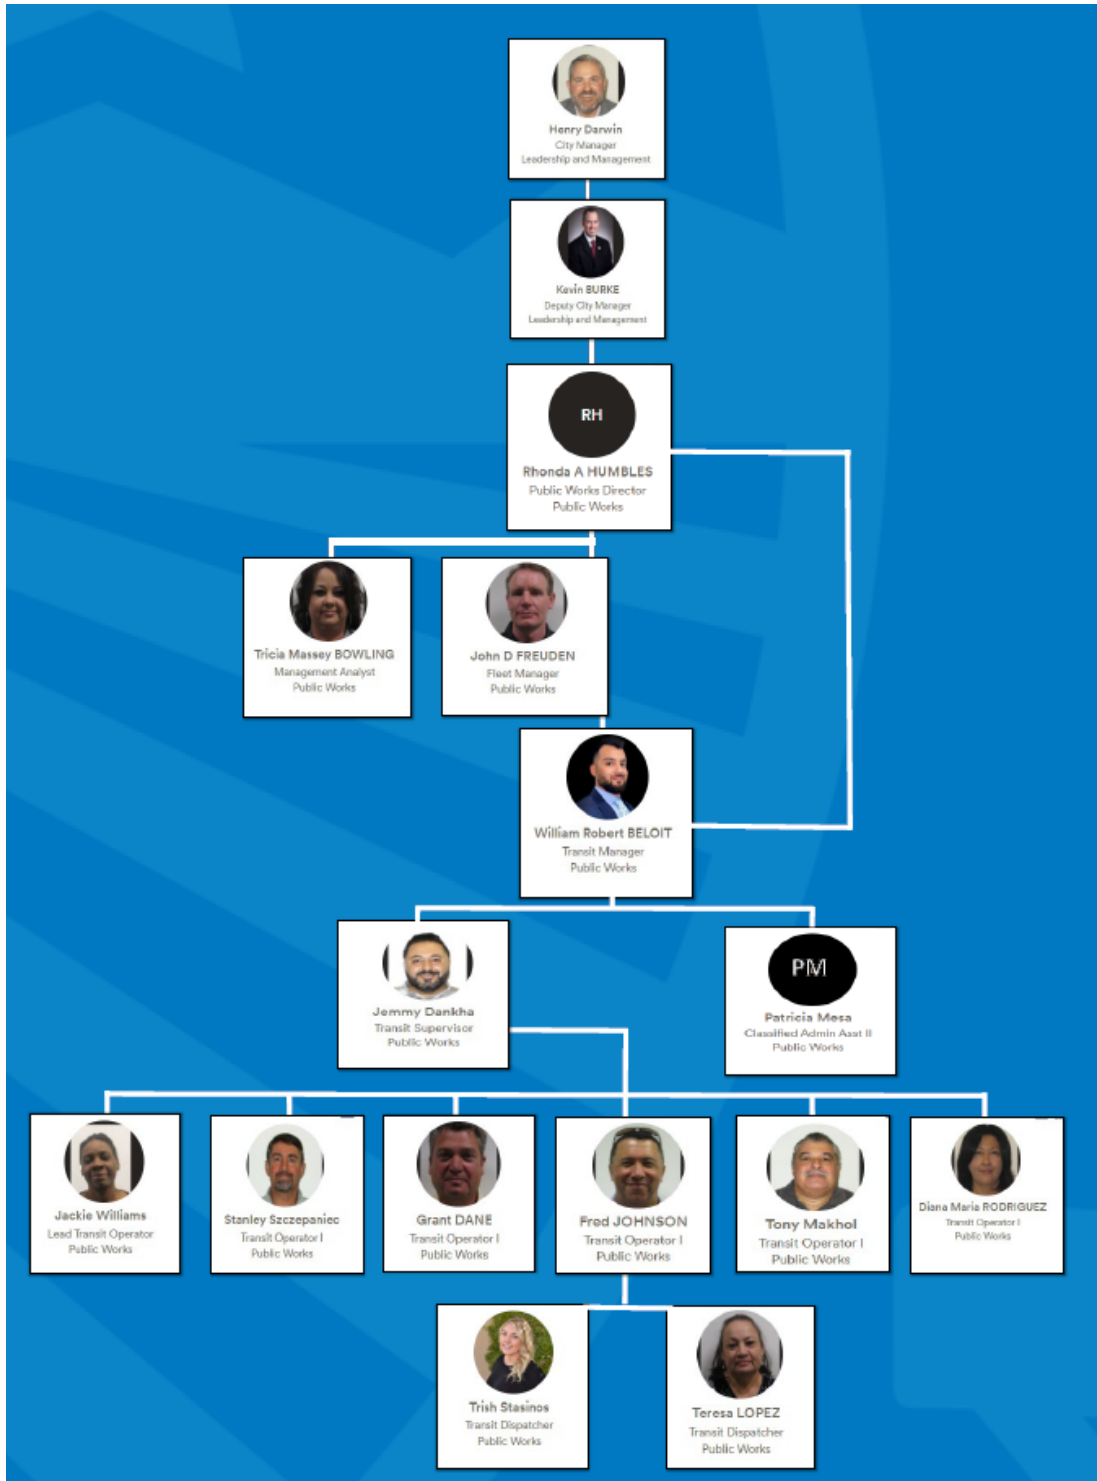 Henry Darwin
City Manager
Leadership and Management
Kevin BURKE
Deputy City Manager
Leadership and Management
RH
Rhonda A HUMBLES
Public Works Director
Public Works
Tricia Massey BOWLING
Management Analyst
Public Works
John D FREUDEN
Fleet Manager
Public Works
William Robert BELOIT
Transit Manager
Public Works
Jemmy Dankha
Transit Supervisor
Public Works
PM
Patricia Mesa
Classified Admin Asst II
Public Works
Jackie Williams
Lead Transit Operator
Public Works
Stanley Szczepaniec
Transit Operator I
Public Works
Grant DANE
Transit Operator I
Public Works
Fred JOHNSON
Transit Operator I
Public Works
Tony Makhol
Transit Operator I
Public Works
Diana Maria RODRIGUEZ
Transit Operator I
Public Works
Trish Stasinos
Transit Dispatcher
Public Works
Teresa LOPEZ
Transit Dispatcher
Public Works